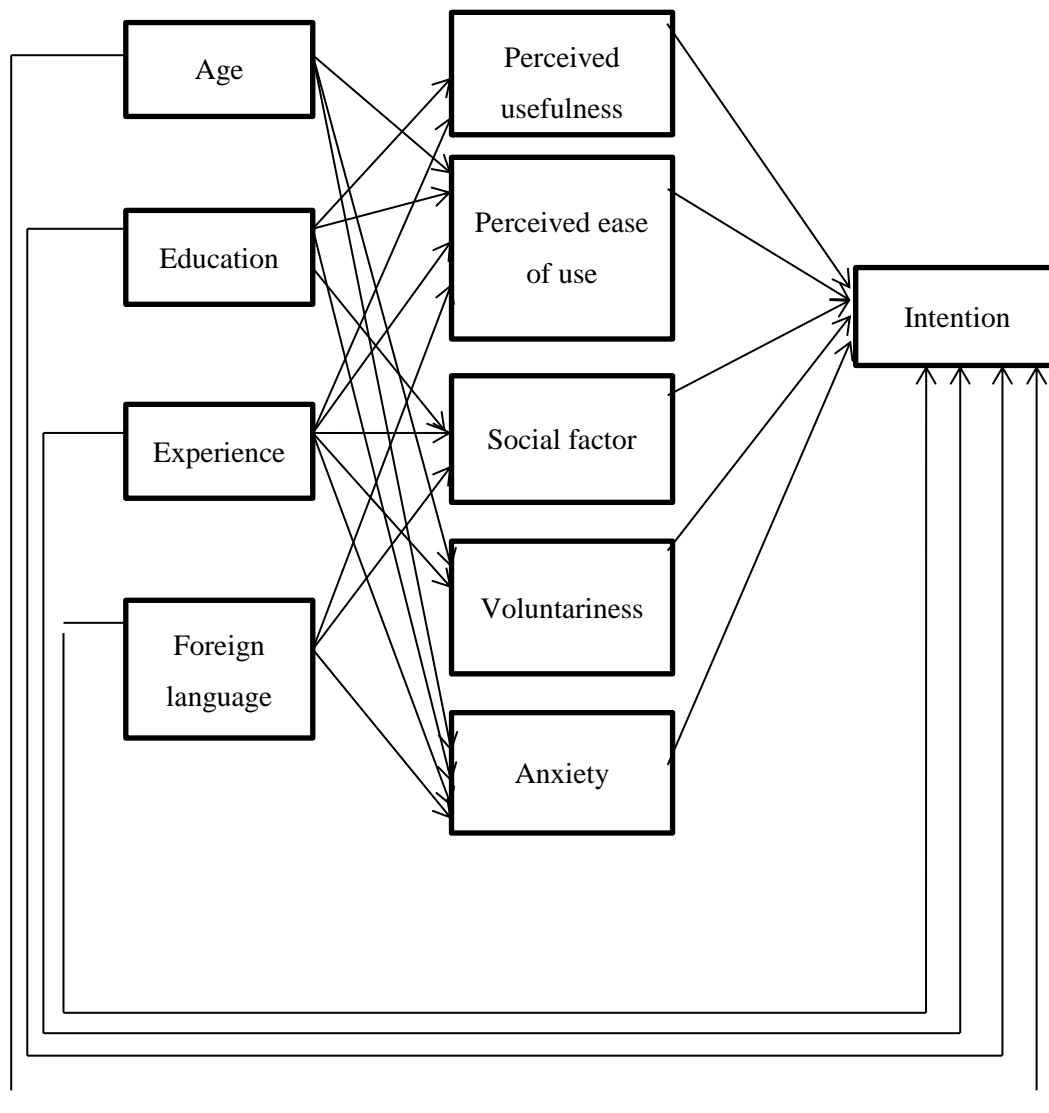 Age
Education
Experience
Foreign
language
Perceived
usefulness
Perceived ease
of use
Social factor
Voluntariness
Anxiety
Intention